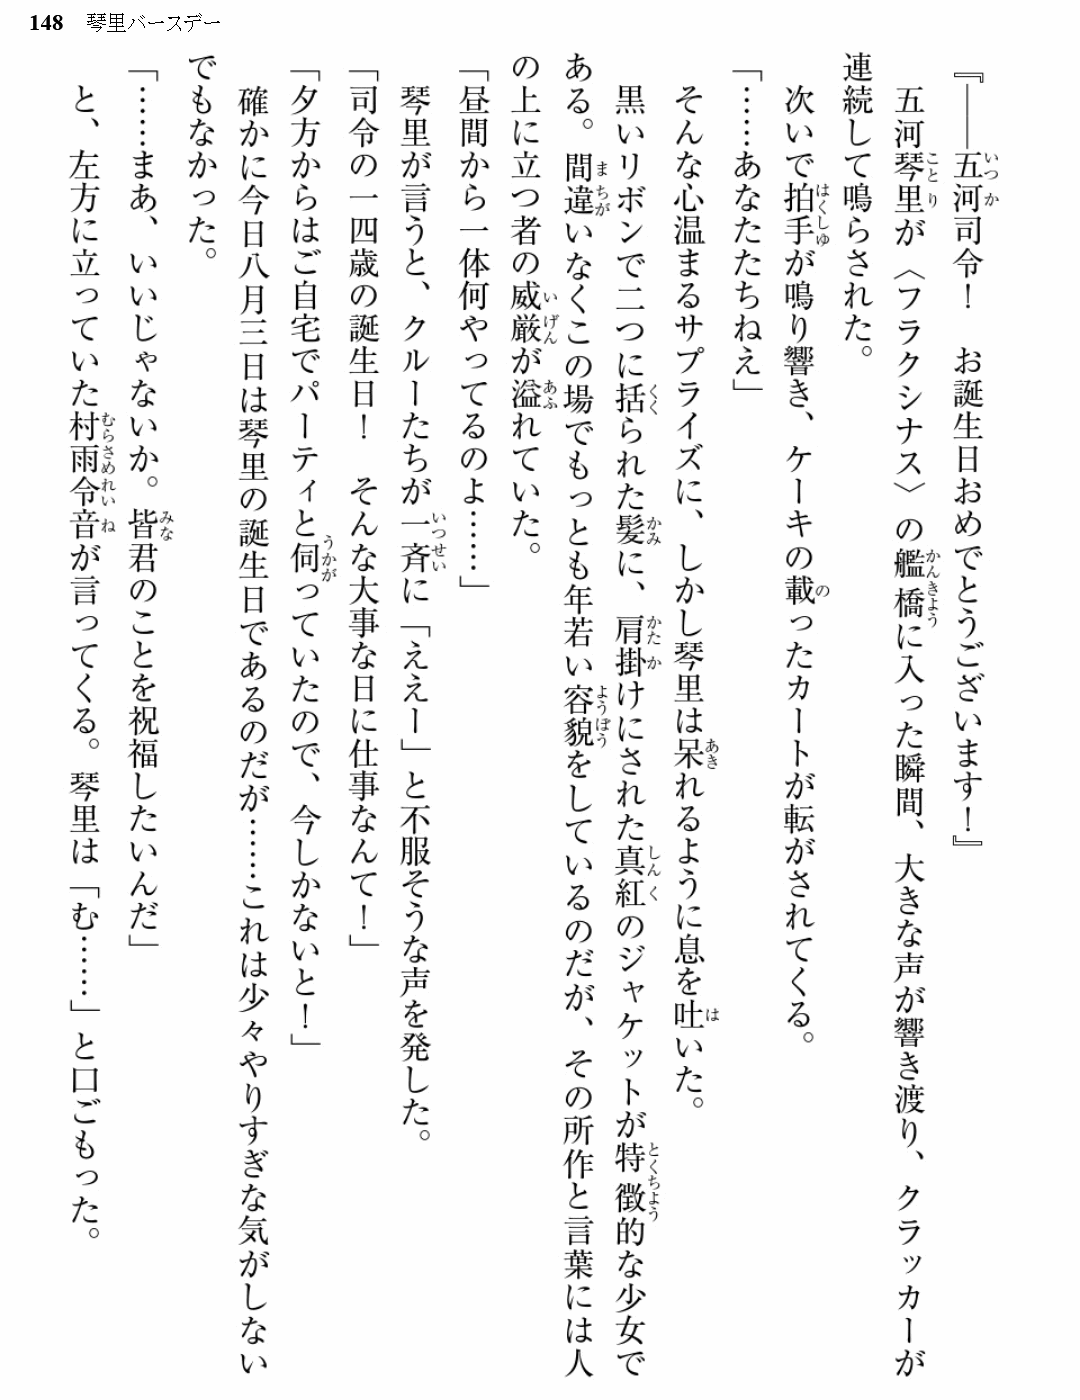 148 琴里バースデー
『――五河司令！　お誕生日おめでとうございます！』
　五河琴里が〈フラクシナス〉の艦橋に入った瞬間、大きな声が響き渡り、クラッカーが
連続して鳴らされた。
　次いで拍手が鳴り響き、ケーキの載ったカートが転がされてくる。
「……あなたたちねえ」
　そんな心温まるサプライズに、しかし琴里は呆れるように息を吐いた。
　黒いリボンで二つに括られた髪に、肩掛けにされた真紅のジャケットが特徴的な少女で
ある。間違いなくこの場でもっとも年若い容貌をしているのだが、その所作と言葉には人
の上に立つ者の威厳が溢れていた。
「昼間から一体何やってるのよ……」
　琴里が言うと、クルーたちが一斉に「ええー」と不服そうな声を発した。
「司令の一四歳の誕生日！　そんな大事な日に仕事なんて！」
「夕方からはご自宅でパーティと伺っていたので、今しかないと！」
　確かに今日八月三日は琴里の誕生日であるのだが……これは少々やりすぎな気がしない
でもなかった。
「……まあ、いいじゃないか。皆君のことを祝福したいんだ」
　と、左方に立っていた村雨令音が言ってくる。琴里は「む……」と口ごもった。